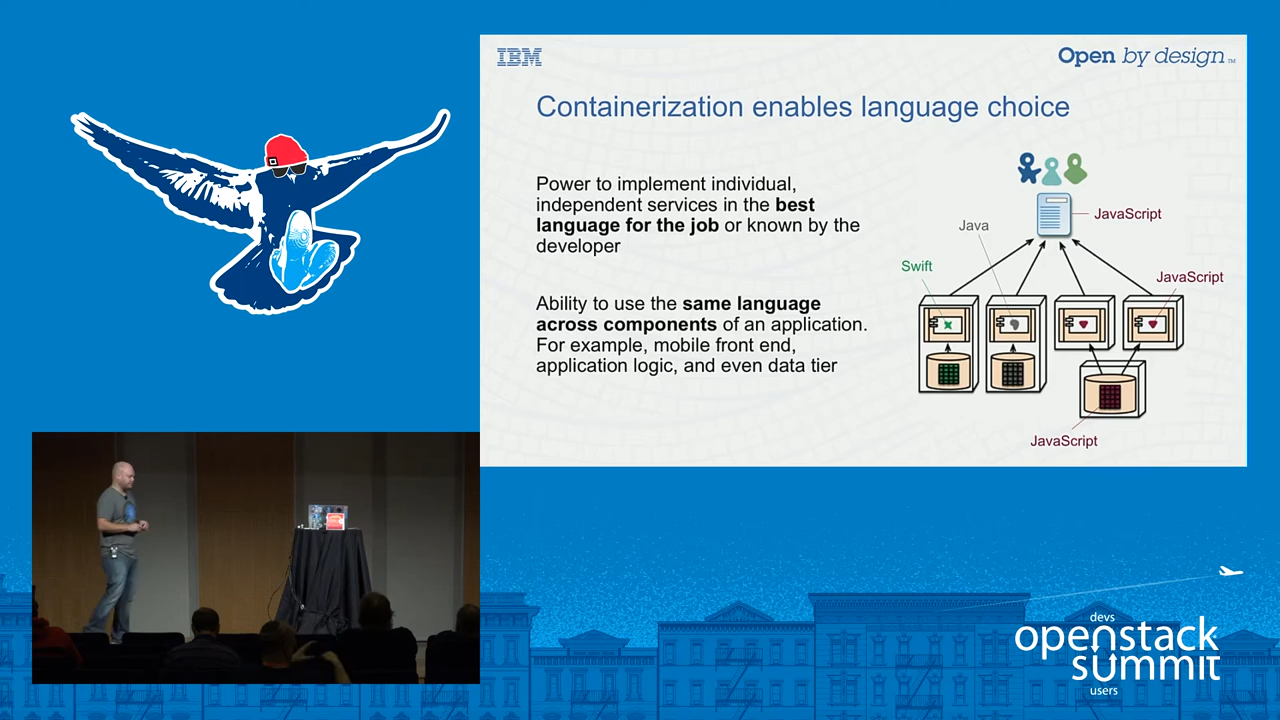 IBM
Open by design™
Containerization enables language choice
Power to implement individual,
independent services in the best
language for the job or known by the
developer
Ability to use the same language
across components of an application.
For example, mobile front end,
application logic, and even data tier
JavaScript
Java
Swift
JavaScript
JavaScript
devs
openstack
summit
users